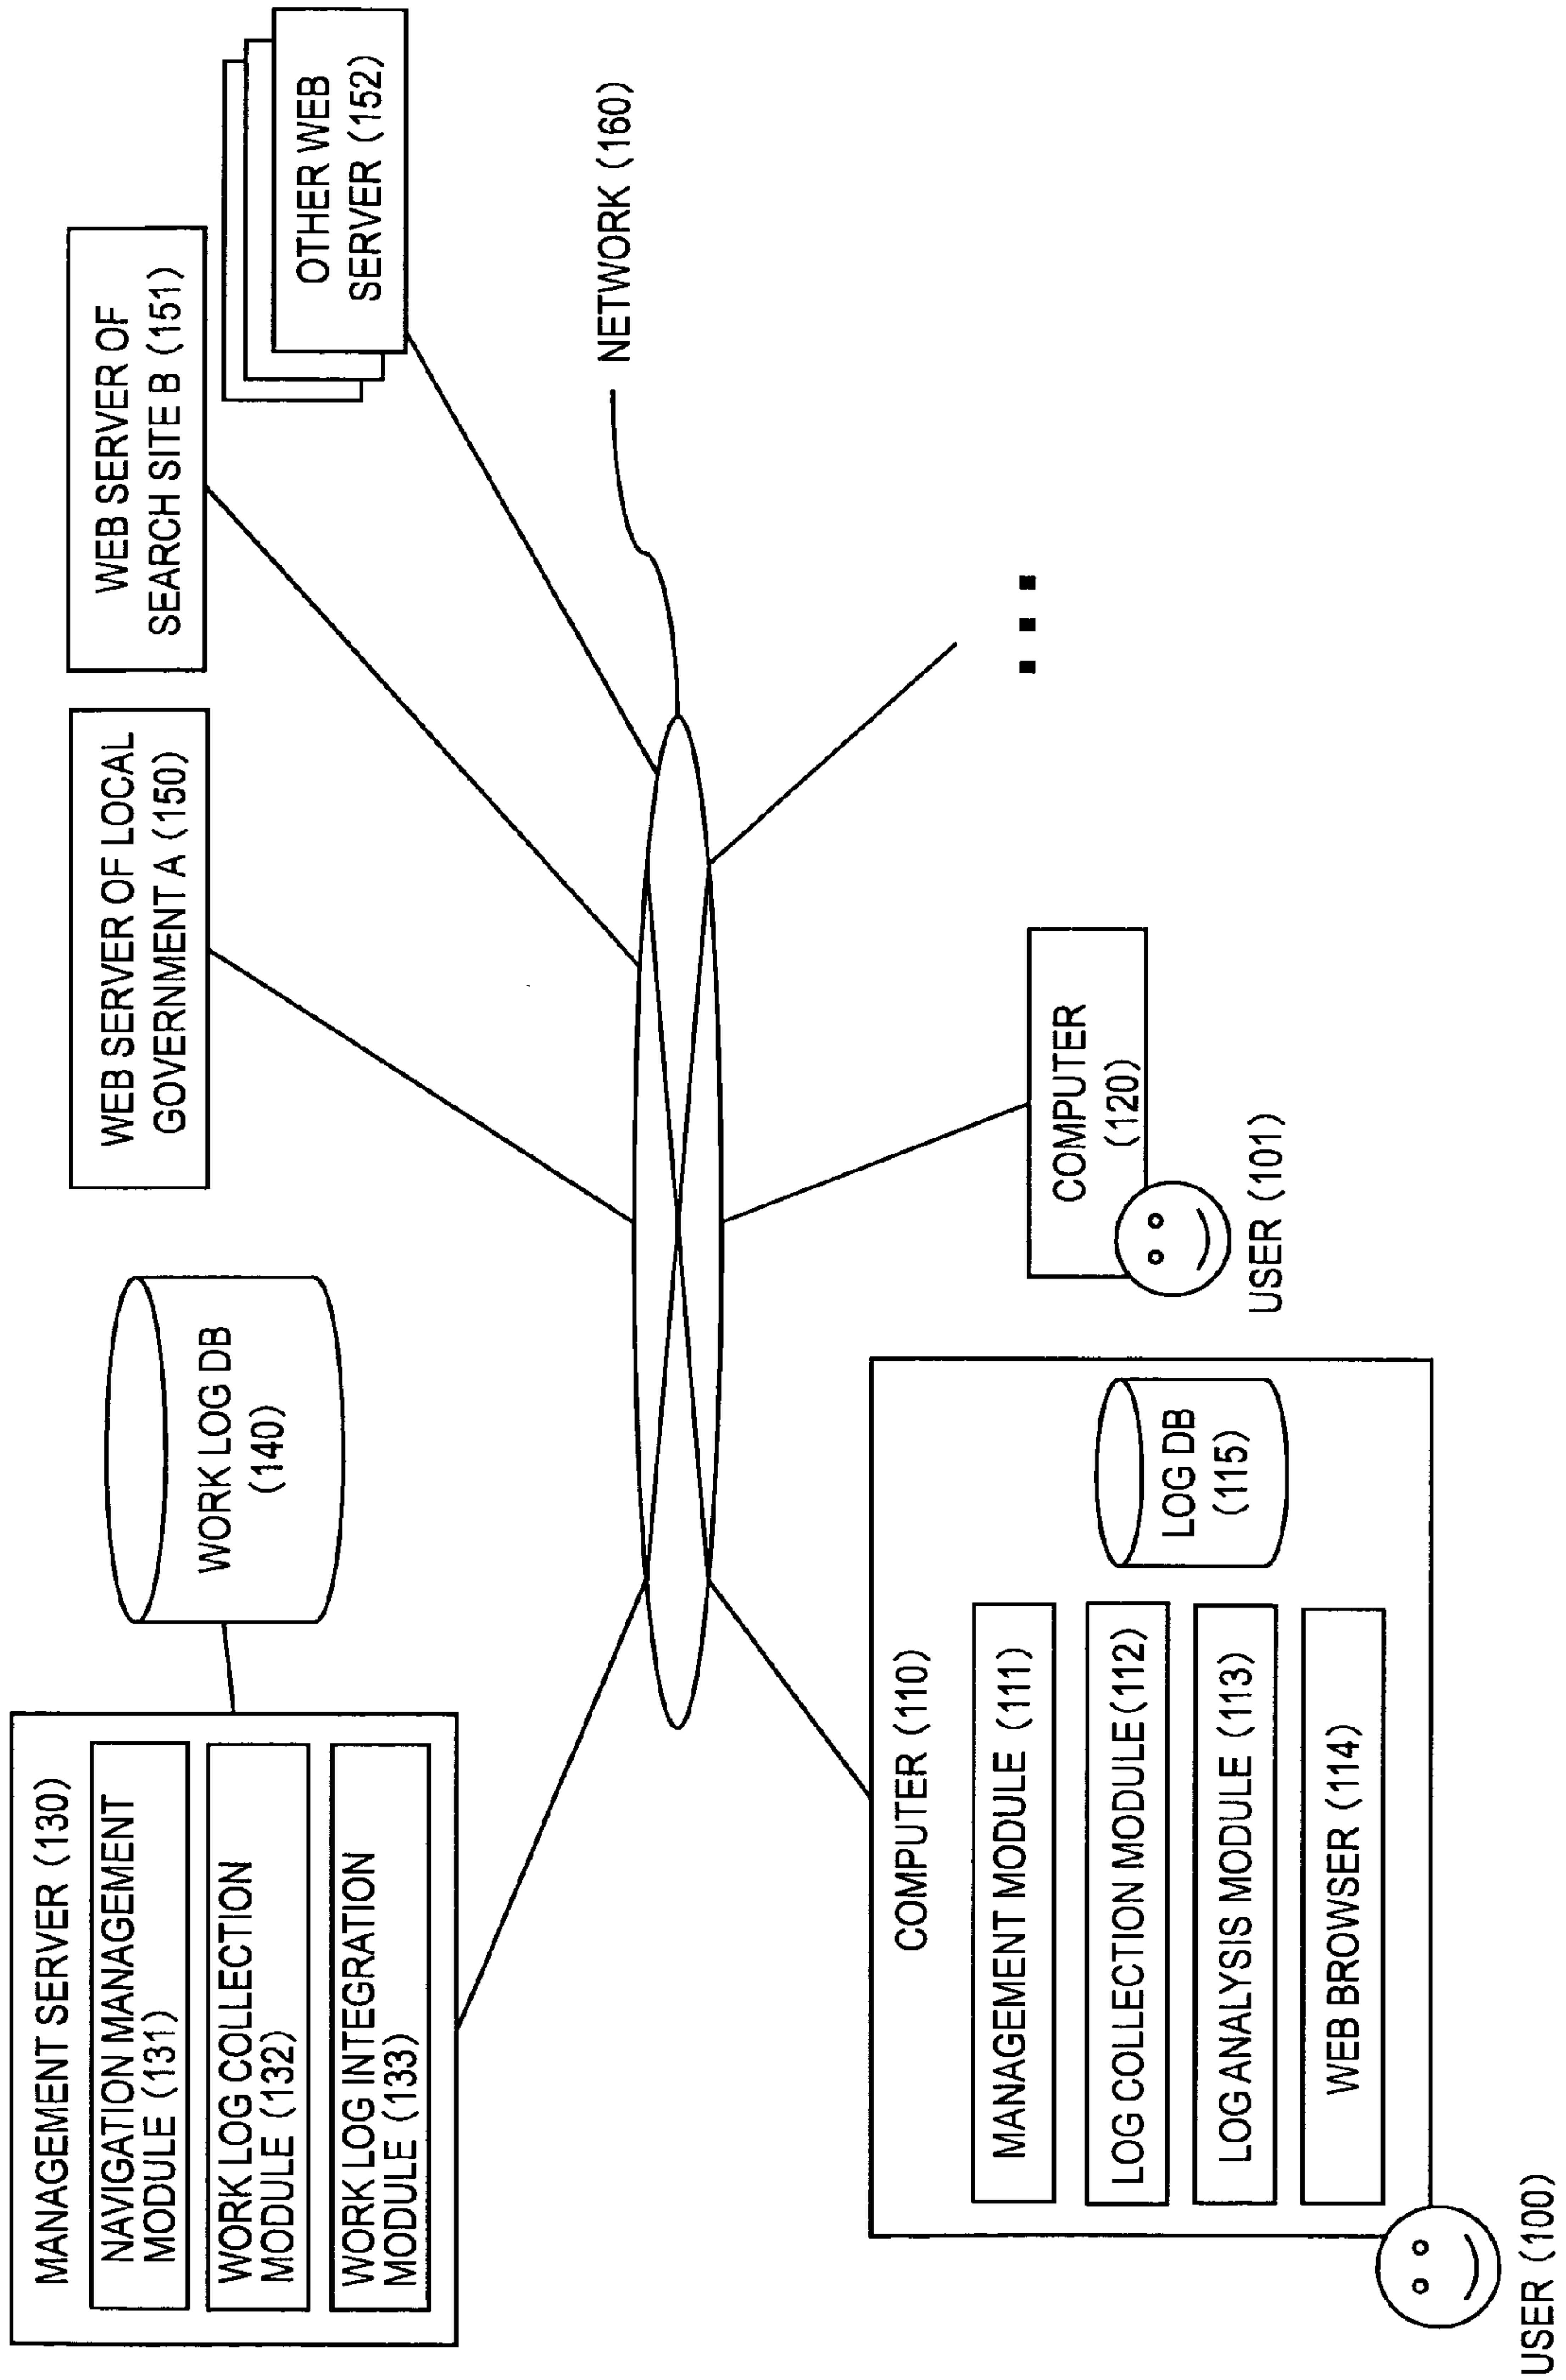 MANAGEMENT SERVER (130)
NAVIGATION MANAGEMENT
MODULE (131)
WORK LOG COLLECTION
MODULE (132)
WORK LOG INTEGRATION
MODULE (133)
WORK LOG DB
(140)
WEB SERVER OF LOCAL
GOVERNMENT A (150)
WEB SERVER OF
SEARCH SITE B (151)
OTHER WEB
SERVER (152)
NETWORK (160)
COMPUTER (110)
MANAGEMENT MODULE (111)
LOG COLLECTION MODULE (112)
LOG ANALYSIS MODULE (113)
WEB BROWSER (114)
LOG DB
(115)
USER (100)
COMPUTER
(120)
USER (101)